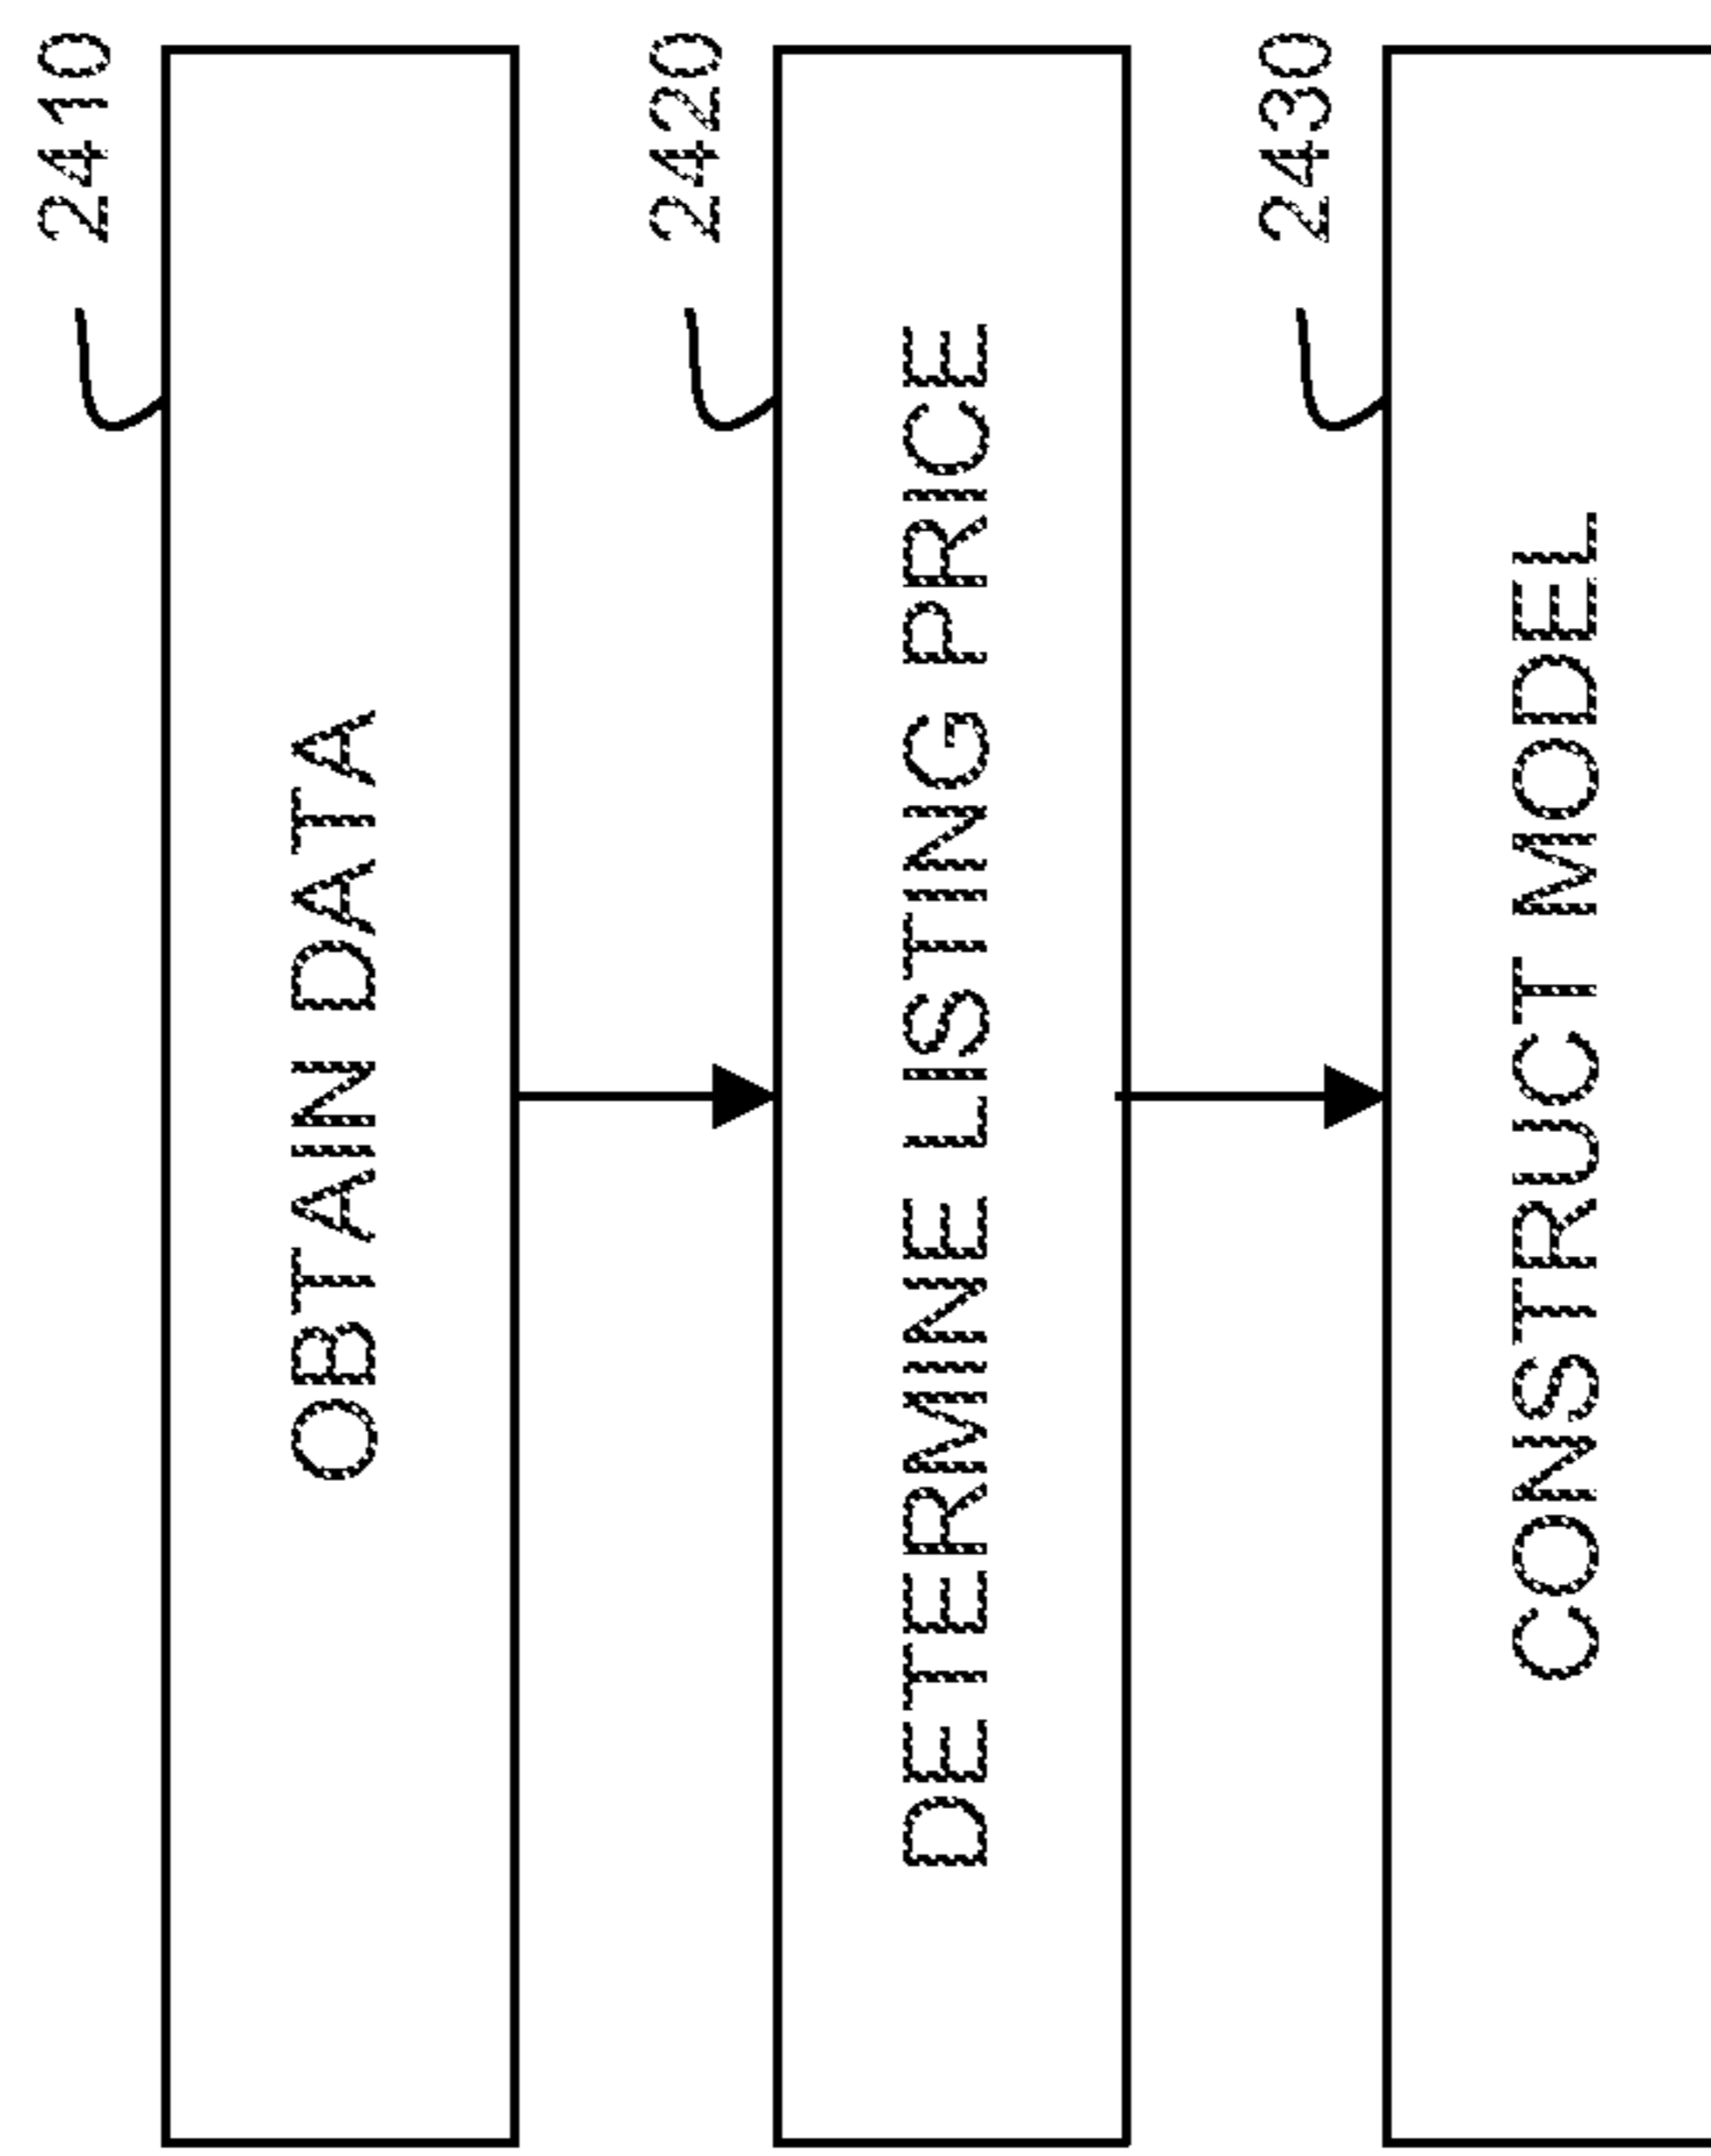 2410
OBTAIN DATA
2420
DETERMINE LISTING PRICE
2430
CONSTRUCT MODEL